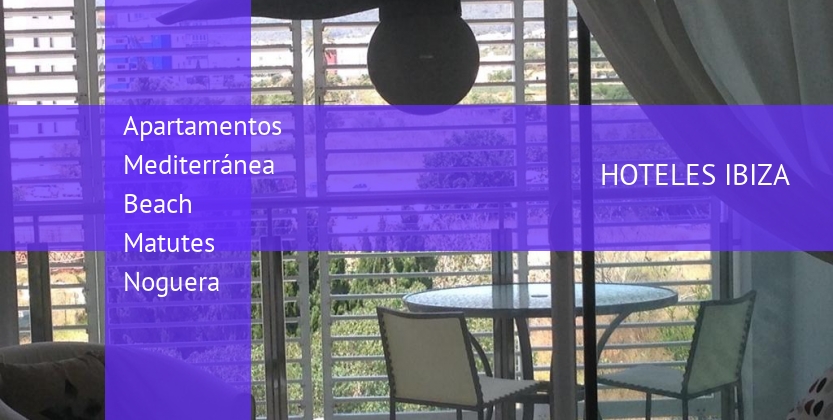 Apartamentos
Mediterránea
Beach
Matutes
Noguera
HOTELES IBIZA